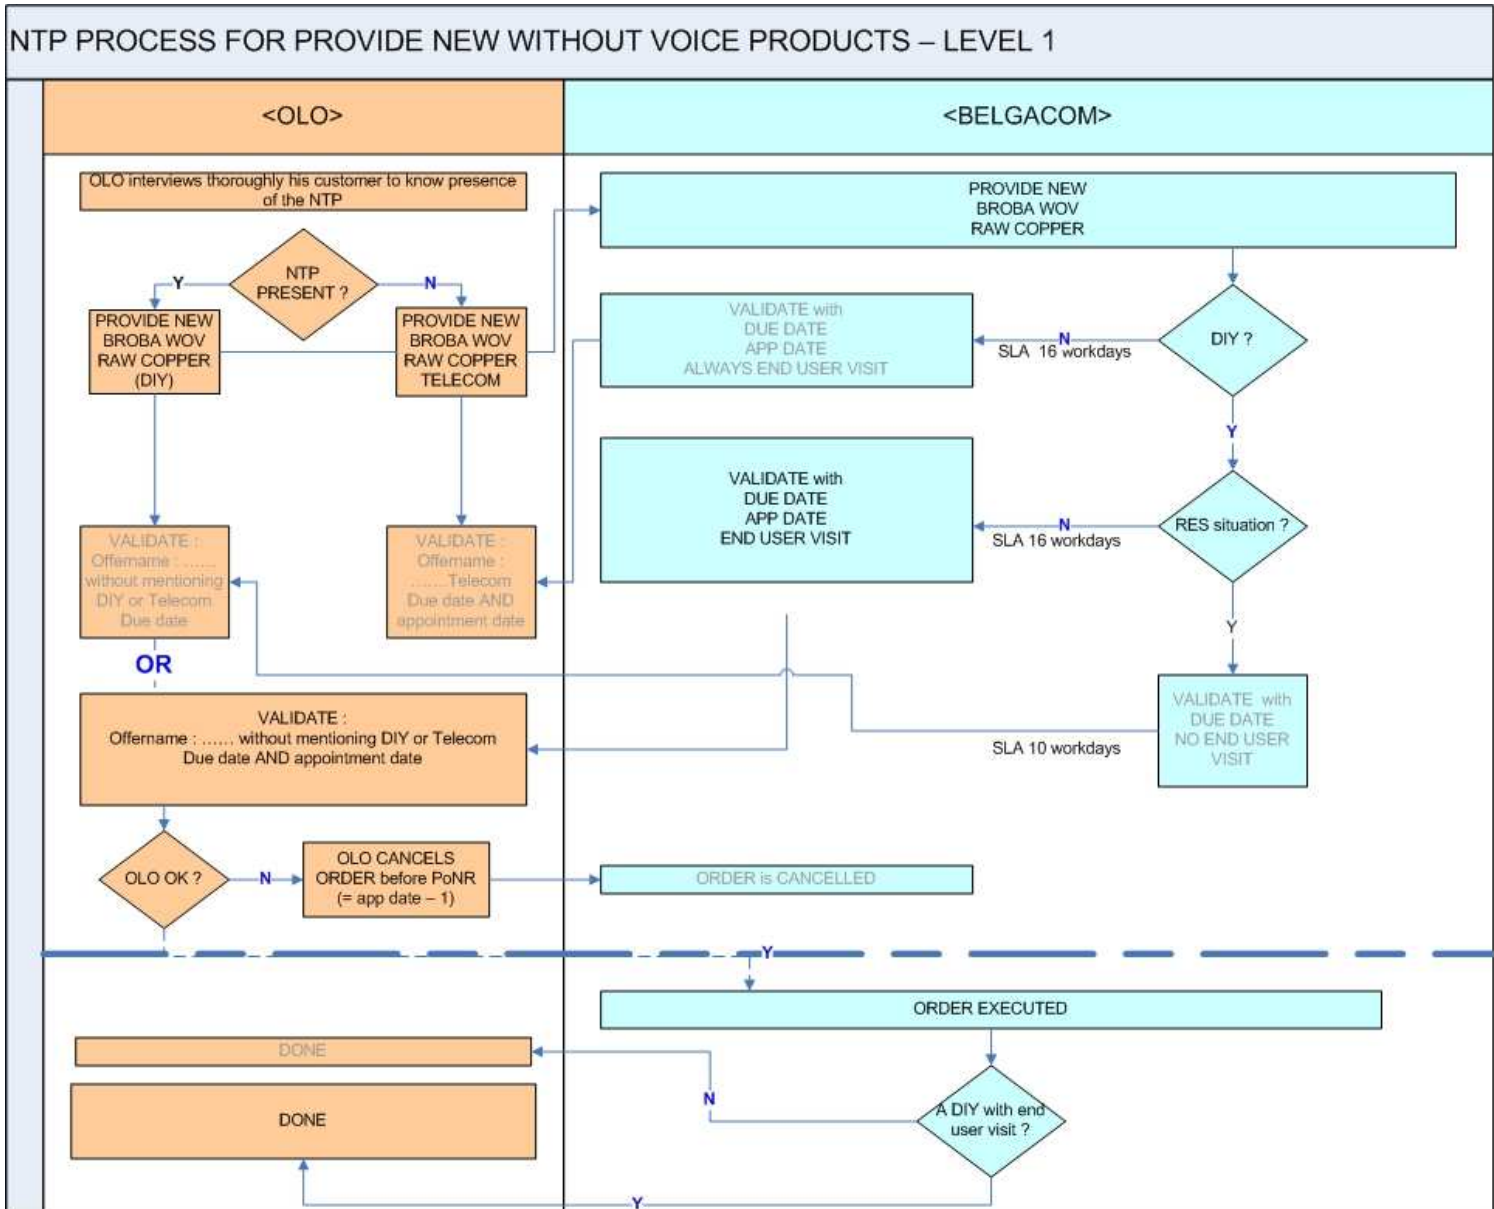 NTP PROCESS FOR PROVIDE NEW WITHOUT VOICE PRODUCTS – LEVEL 1
<OLO>
<BELGACOM>
OLO interviews thoroughly his customer to know presence
of the NTP
NTP
PRESENT ?
Y
N
PROVIDE NEW
BROBA WOV
RAW COPPER
(DIY)
PROVIDE NEW
BROBA WOV
RAW COPPER
TELECOM
PROVIDE NEW
BROBA WOV
RAW COPPER
DIY ?
N
SLA 16 workdays
VALIDATE with
DUE DATE
APP DATE
ALWAYS END USER VISIT
Y
RES situation ?
N
SLA 16 workdays
VALIDATE with
DUE DATE
APP DATE
END USER VISIT
Y
VALIDATE :
Offername : ......
without mentioning
DIY or Telecom
Due date
VALIDATE :
Offername :
.......Telecom
Due date AND
appointment date
OR
VALIDATE with
DUE DATE
NO END USER
VISIT
SLA 10 workdays
VALIDATE :
Offername : ...... without mentioning DIY or Telecom
Due date AND appointment date
OLO OK ?
N
OLO CANCELS
ORDER before PoNR
(= app date – 1)
ORDER is CANCELLED
Y
ORDER EXECUTED
DONE
N
A DIY with end
user visit ?
DONE
Y